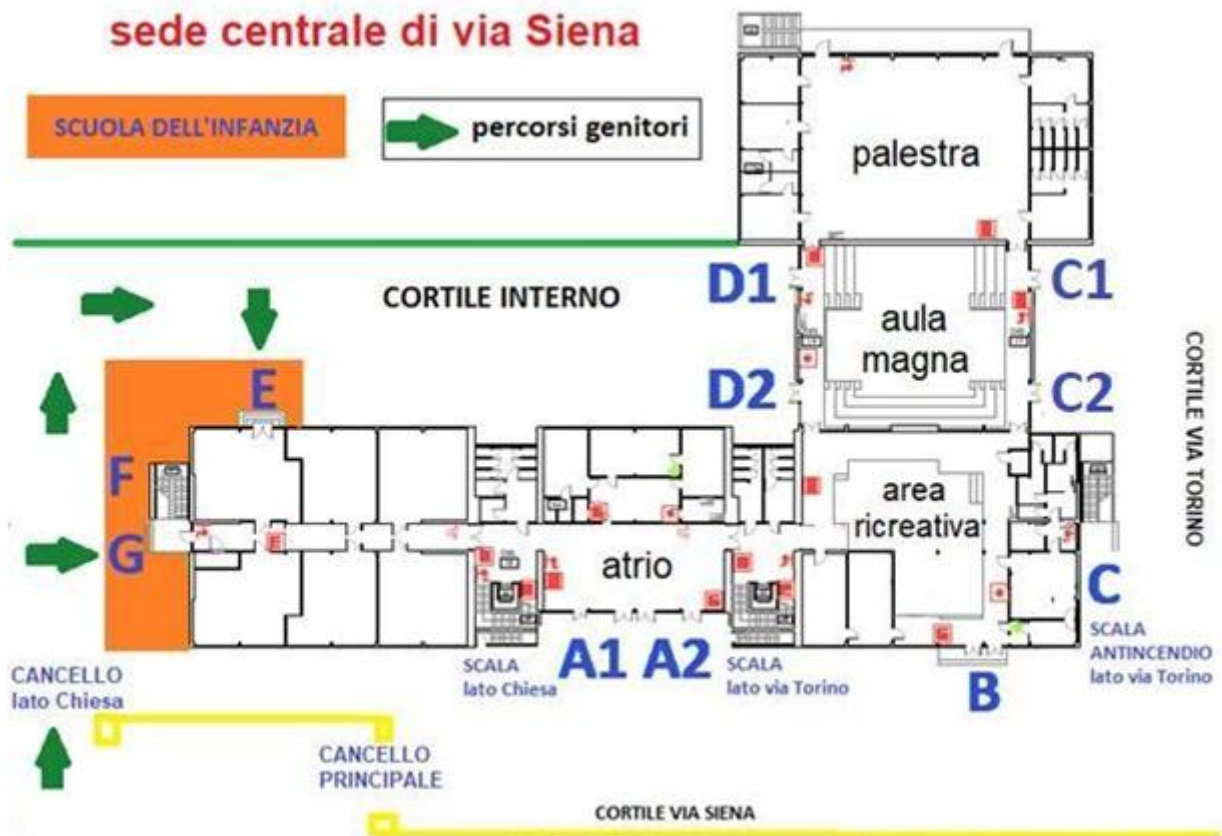 sede centrale di via Siena
SCUOLA DELL'INFANZIA
percorsi genitori
palestra
D1
CORTILE INTERNO
C1
aula
magna
CORTILE VIA TORINO
E
D2
C2
F
area
ricreativa
G
atrio
C
SCALA
ANTINCENDIO
lato via Torino
A1 A2
SCALA
lato Chiesa
SCALA
lato via Torino
B
CANCELLO
lato Chiesa
CANCELLO
PRINCIPALE
CORTILE VIA SIENA